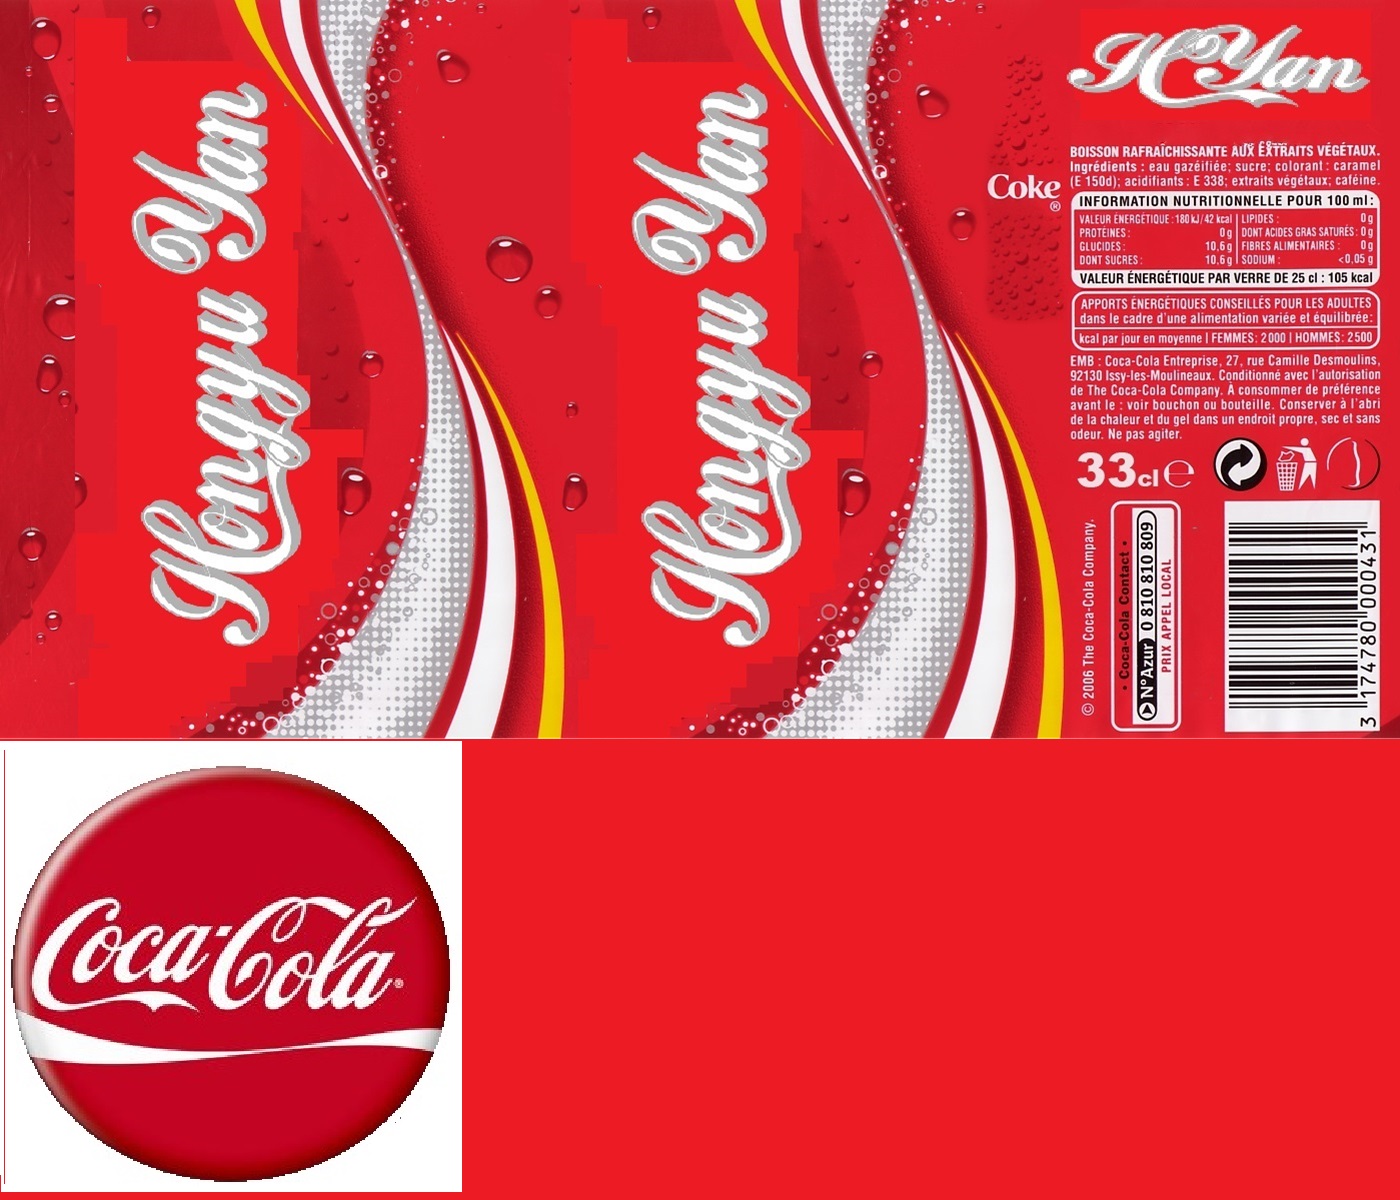 Hongyu Yan
Hongyu Yan
Coke
®
HYan
BOISSON RAFRAÎCHISSANTE AUX EXTRAITS VÉGÉTAUX.
Ingrédients : eau gazéifiée; sucre; colorant : caramel
(E 150d); acidifiants : E 338; extraits végétaux; caféine.
INFORMATION NUTRITIONNELLE POUR 100 ml :
VALEUR ÉNERGÉTIQUE : 180 kJ/42 kcal | LIPIDES : 0 g
PROTÉINES : 0 g | DONT ACIDES GRAS SATURÉS : 0 g
GLUCIDES : 10,6 g | FIBRES ALIMENTAIRES : 0 g
DONT SUCRES : 10,6 g | SODIUM : <0,05 g
VALEUR ÉNERGÉTIQUE PAR VERRE DE 25 cl : 105 kcal
APPORTS ÉNERGÉTIQUES CONSEILLÉS POUR LES ADULTES
dans le cadre d'une alimentation variée et équilibrée:
kcal par jour en moyenne | FEMMES: 2000 | HOMMES: 2500
EMB : Coca-Cola Entreprise, 27, rue Camille Desmoulins,
92130 Issy-les-Moulineaux. Conditionné avec l'autorisation
de The Coca-Cola Company. A consommer de préférence
avant le : voir bouchon ou bouteille. Conserver à l'abri
de la chaleur et du gel dans un endroit propre, sec et sans
odeur. Ne pas agiter.
33cl ℮
© 2006 The Coca-Cola Company.
• Coca-Cola Contact •
N°Azur 0 810 810 809
PRIX APPEL LOCAL
3 174780 000431
Coca-Cola®